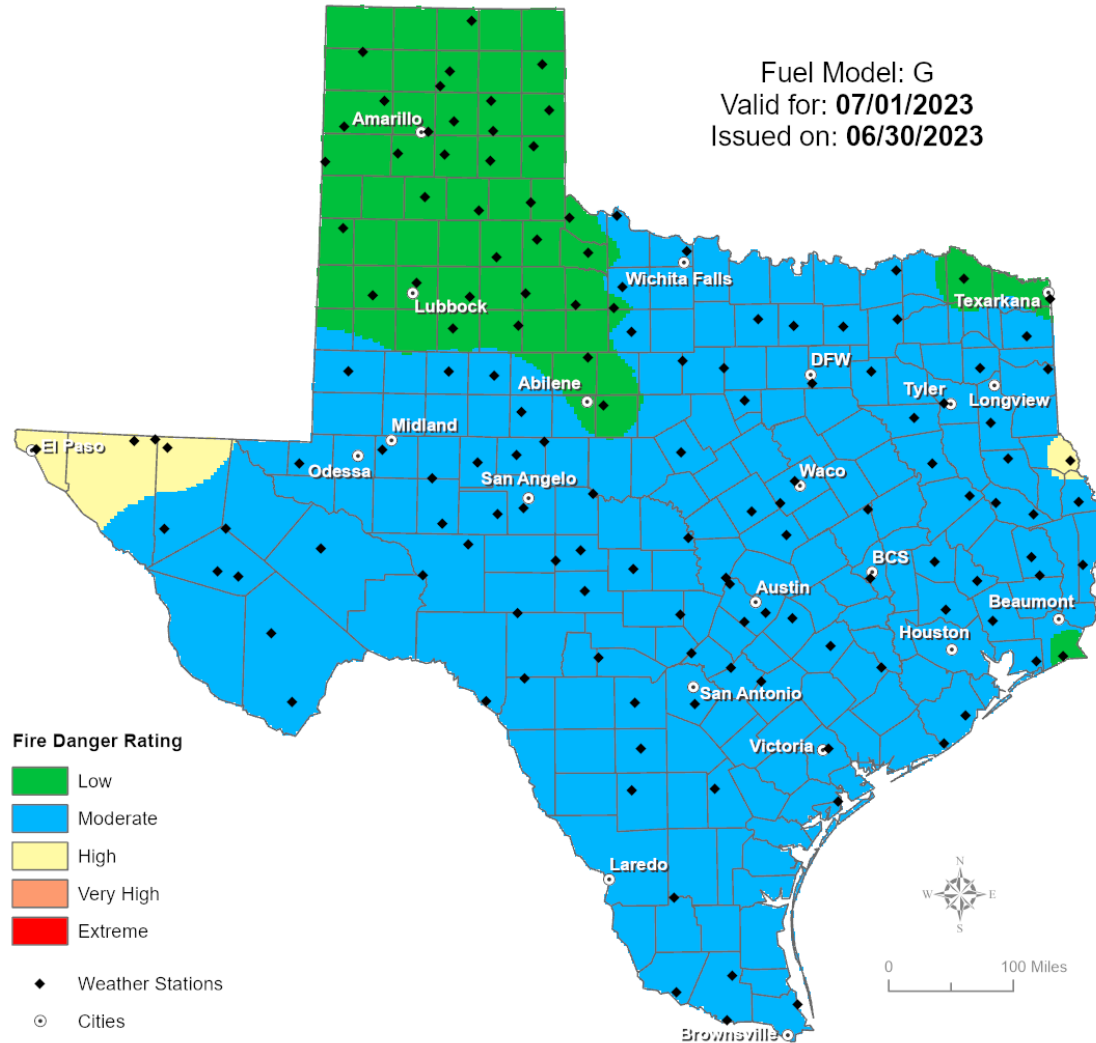 Fuel Model: G
Valid for: 07/01/2023
Issued on: 06/30/2023
Amarillo
Wichita Falls
Lubbock
Texarkana
DFW
Abilene
Tyler
Longview
Midland
El Paso
Odessa
San Angelo
Waco
BCS
Austin
Beaumont
Houston
San Antonio
Victoria
Laredo
Brownsville
Fire Danger Rating
Low
Moderate
High
Very High
Extreme
Weather Stations
Cities
N
W E
S
0 100 Miles